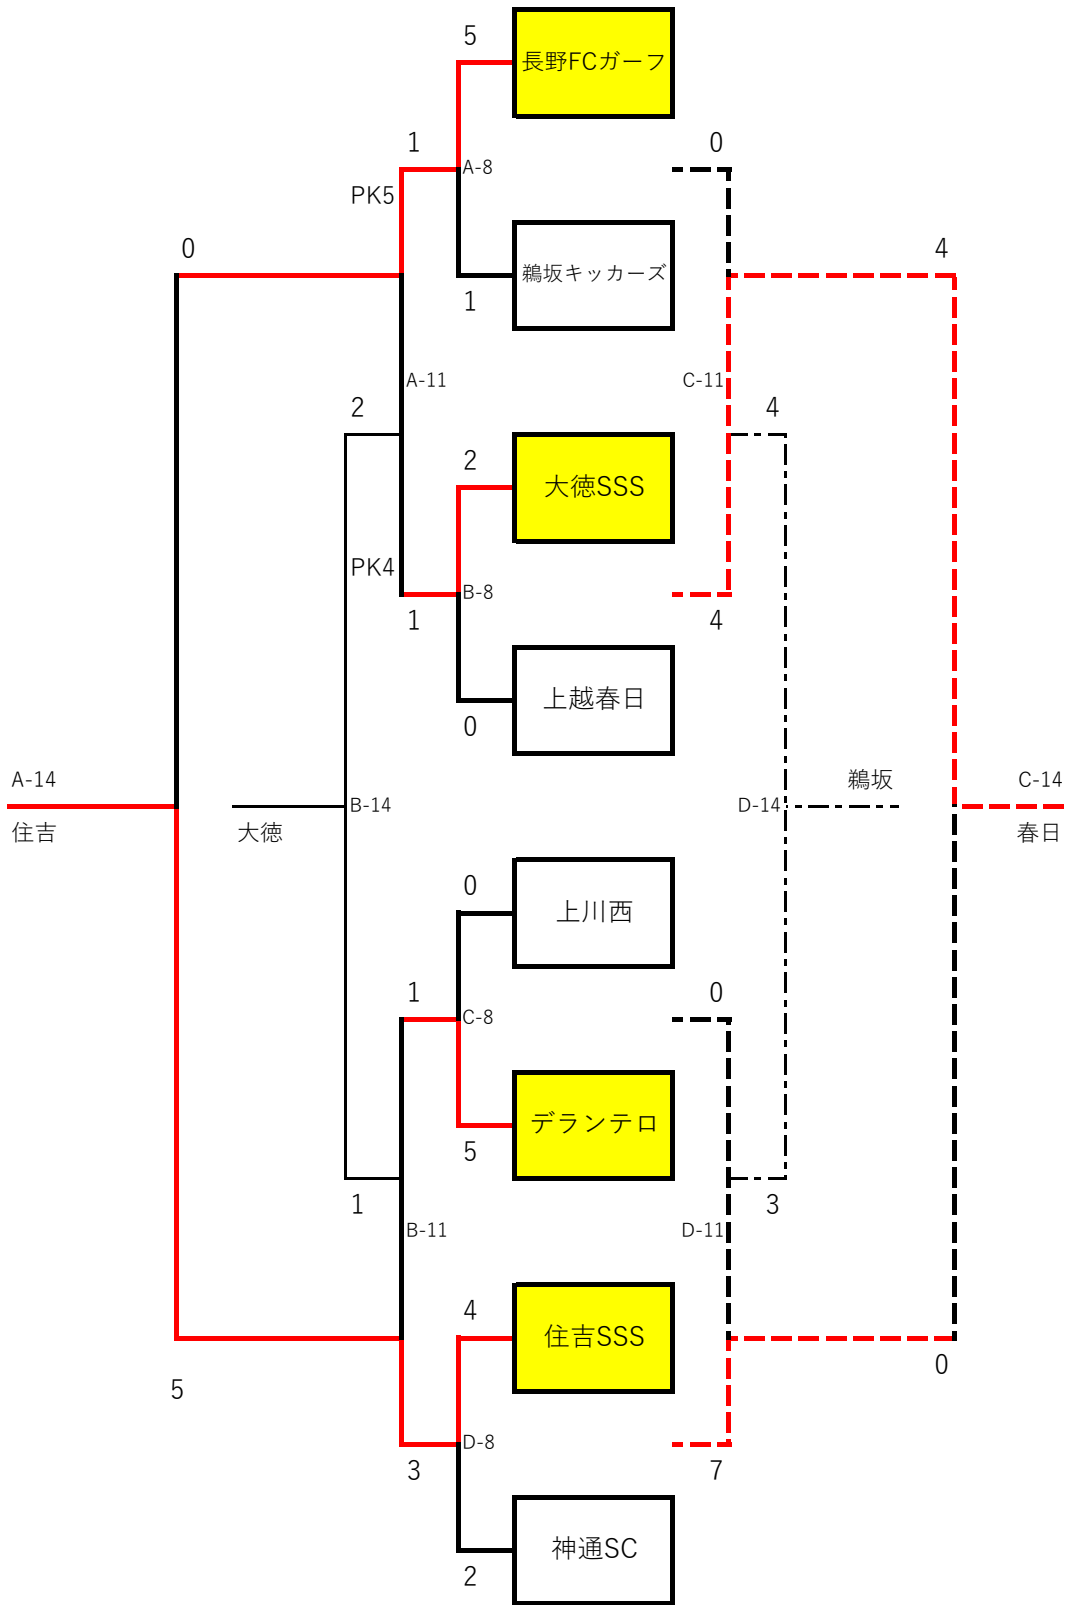 5
長野FCガーフ
1
0
A-8
PK5
0
4
鵜坂キッカーズ
1
A-11
C-11
2
4
2
大徳SSS
PK4
B-8
1
4
上越春日
0
A-14
鵜坂
C-14
B-14
D-14
住吉
大徳
春日
0
上川西
1
0
C-8
デランテロ
5
1
3
B-11
D-11
4
住吉SSS
0
5
D-8
3
7
神通SC
2